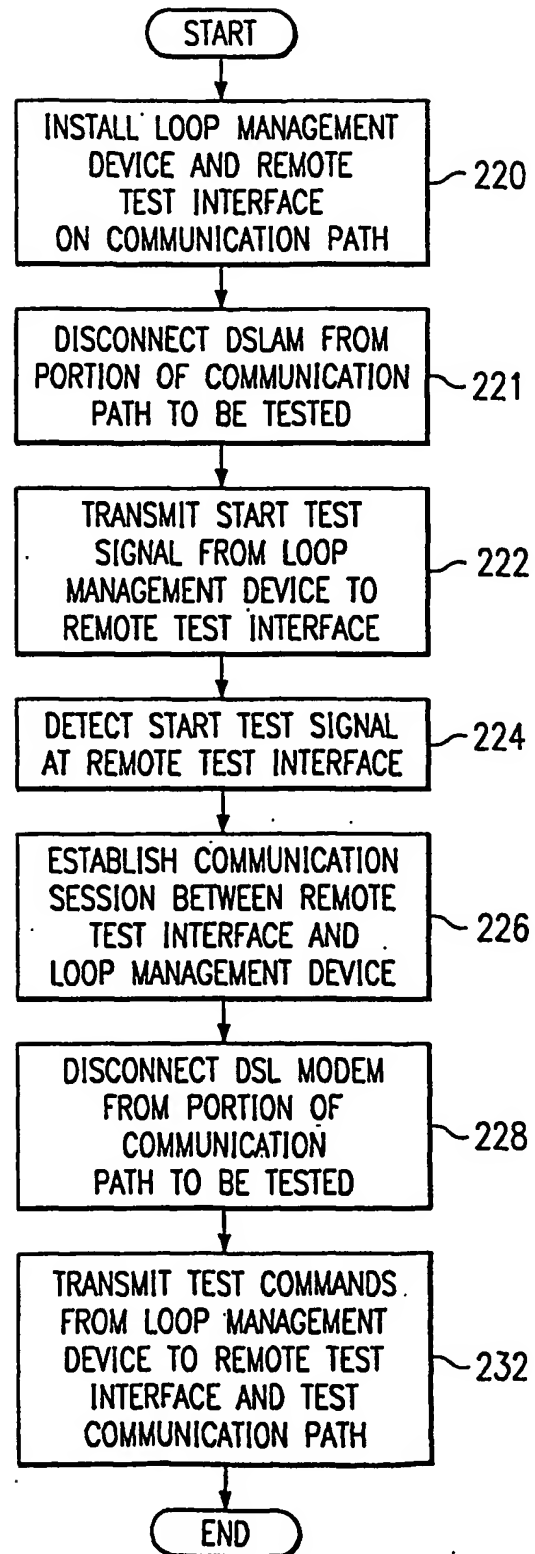 START
INSTALL LOOP MANAGEMENT
DEVICE AND REMOTE
TEST INTERFACE
ON COMMUNICATION PATH
220
DISCONNECT DSLAM FROM
PORTION OF COMMUNICATION
PATH TO BE TESTED
221
TRANSMIT START TEST
SIGNAL FROM LOOP
MANAGEMENT DEVICE TO
REMOTE TEST INTERFACE
222
DETECT START TEST SIGNAL
AT REMOTE TEST INTERFACE
224
ESTABLISH COMMUNICATION
SESSION BETWEEN REMOTE
TEST INTERFACE AND
LOOP MANAGEMENT DEVICE
226
DISCONNECT DSL MODEM
FROM PORTION OF
COMMUNICATION
PATH TO BE TESTED
228
TRANSMIT TEST COMMANDS
FROM LOOP MANAGEMENT
DEVICE TO REMOTE TEST
INTERFACE AND TEST
COMMUNICATION PATH
232
END